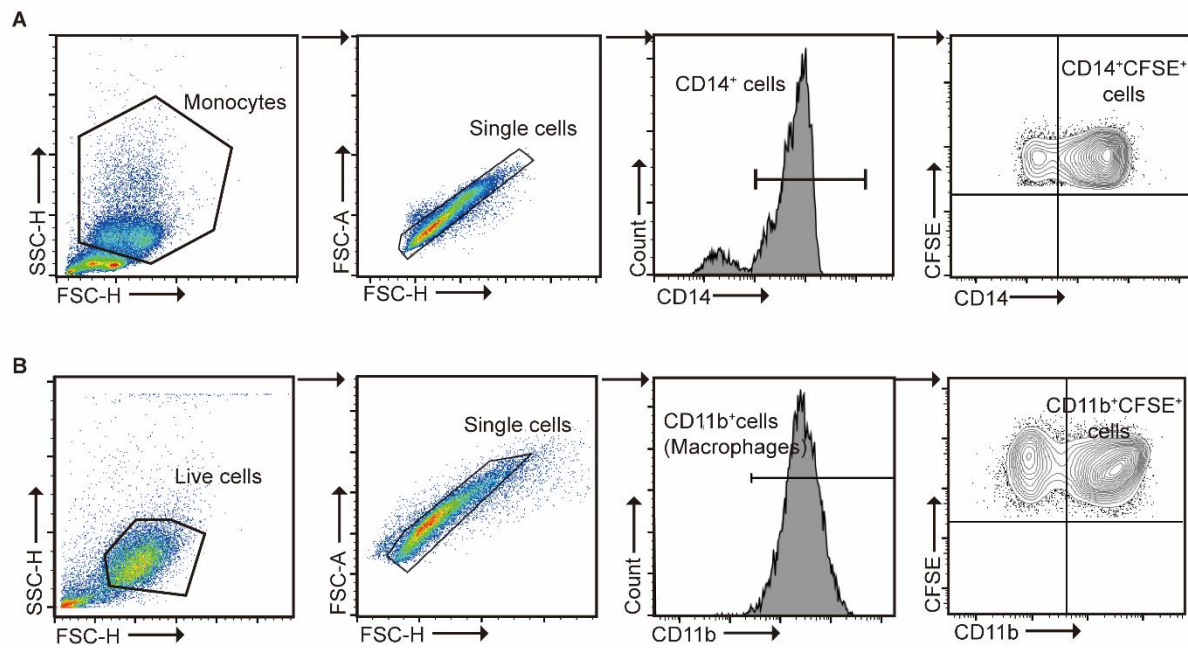 A
Monocytes
SSC-H
FSC-H
Single cells
FSC-A
FSC-H
CD14⁺ cells
Count
CD14
CD14⁺CFSE⁺
cells
CFSE
CD14
B
Live cells
SSC-H
FSC-H
Single cells
FSC-A
FSC-H
CD11b⁺cells
(Macrophages)
Count
CD11b
CD11b⁺CFSE⁺
cells
CFSE
CD11b